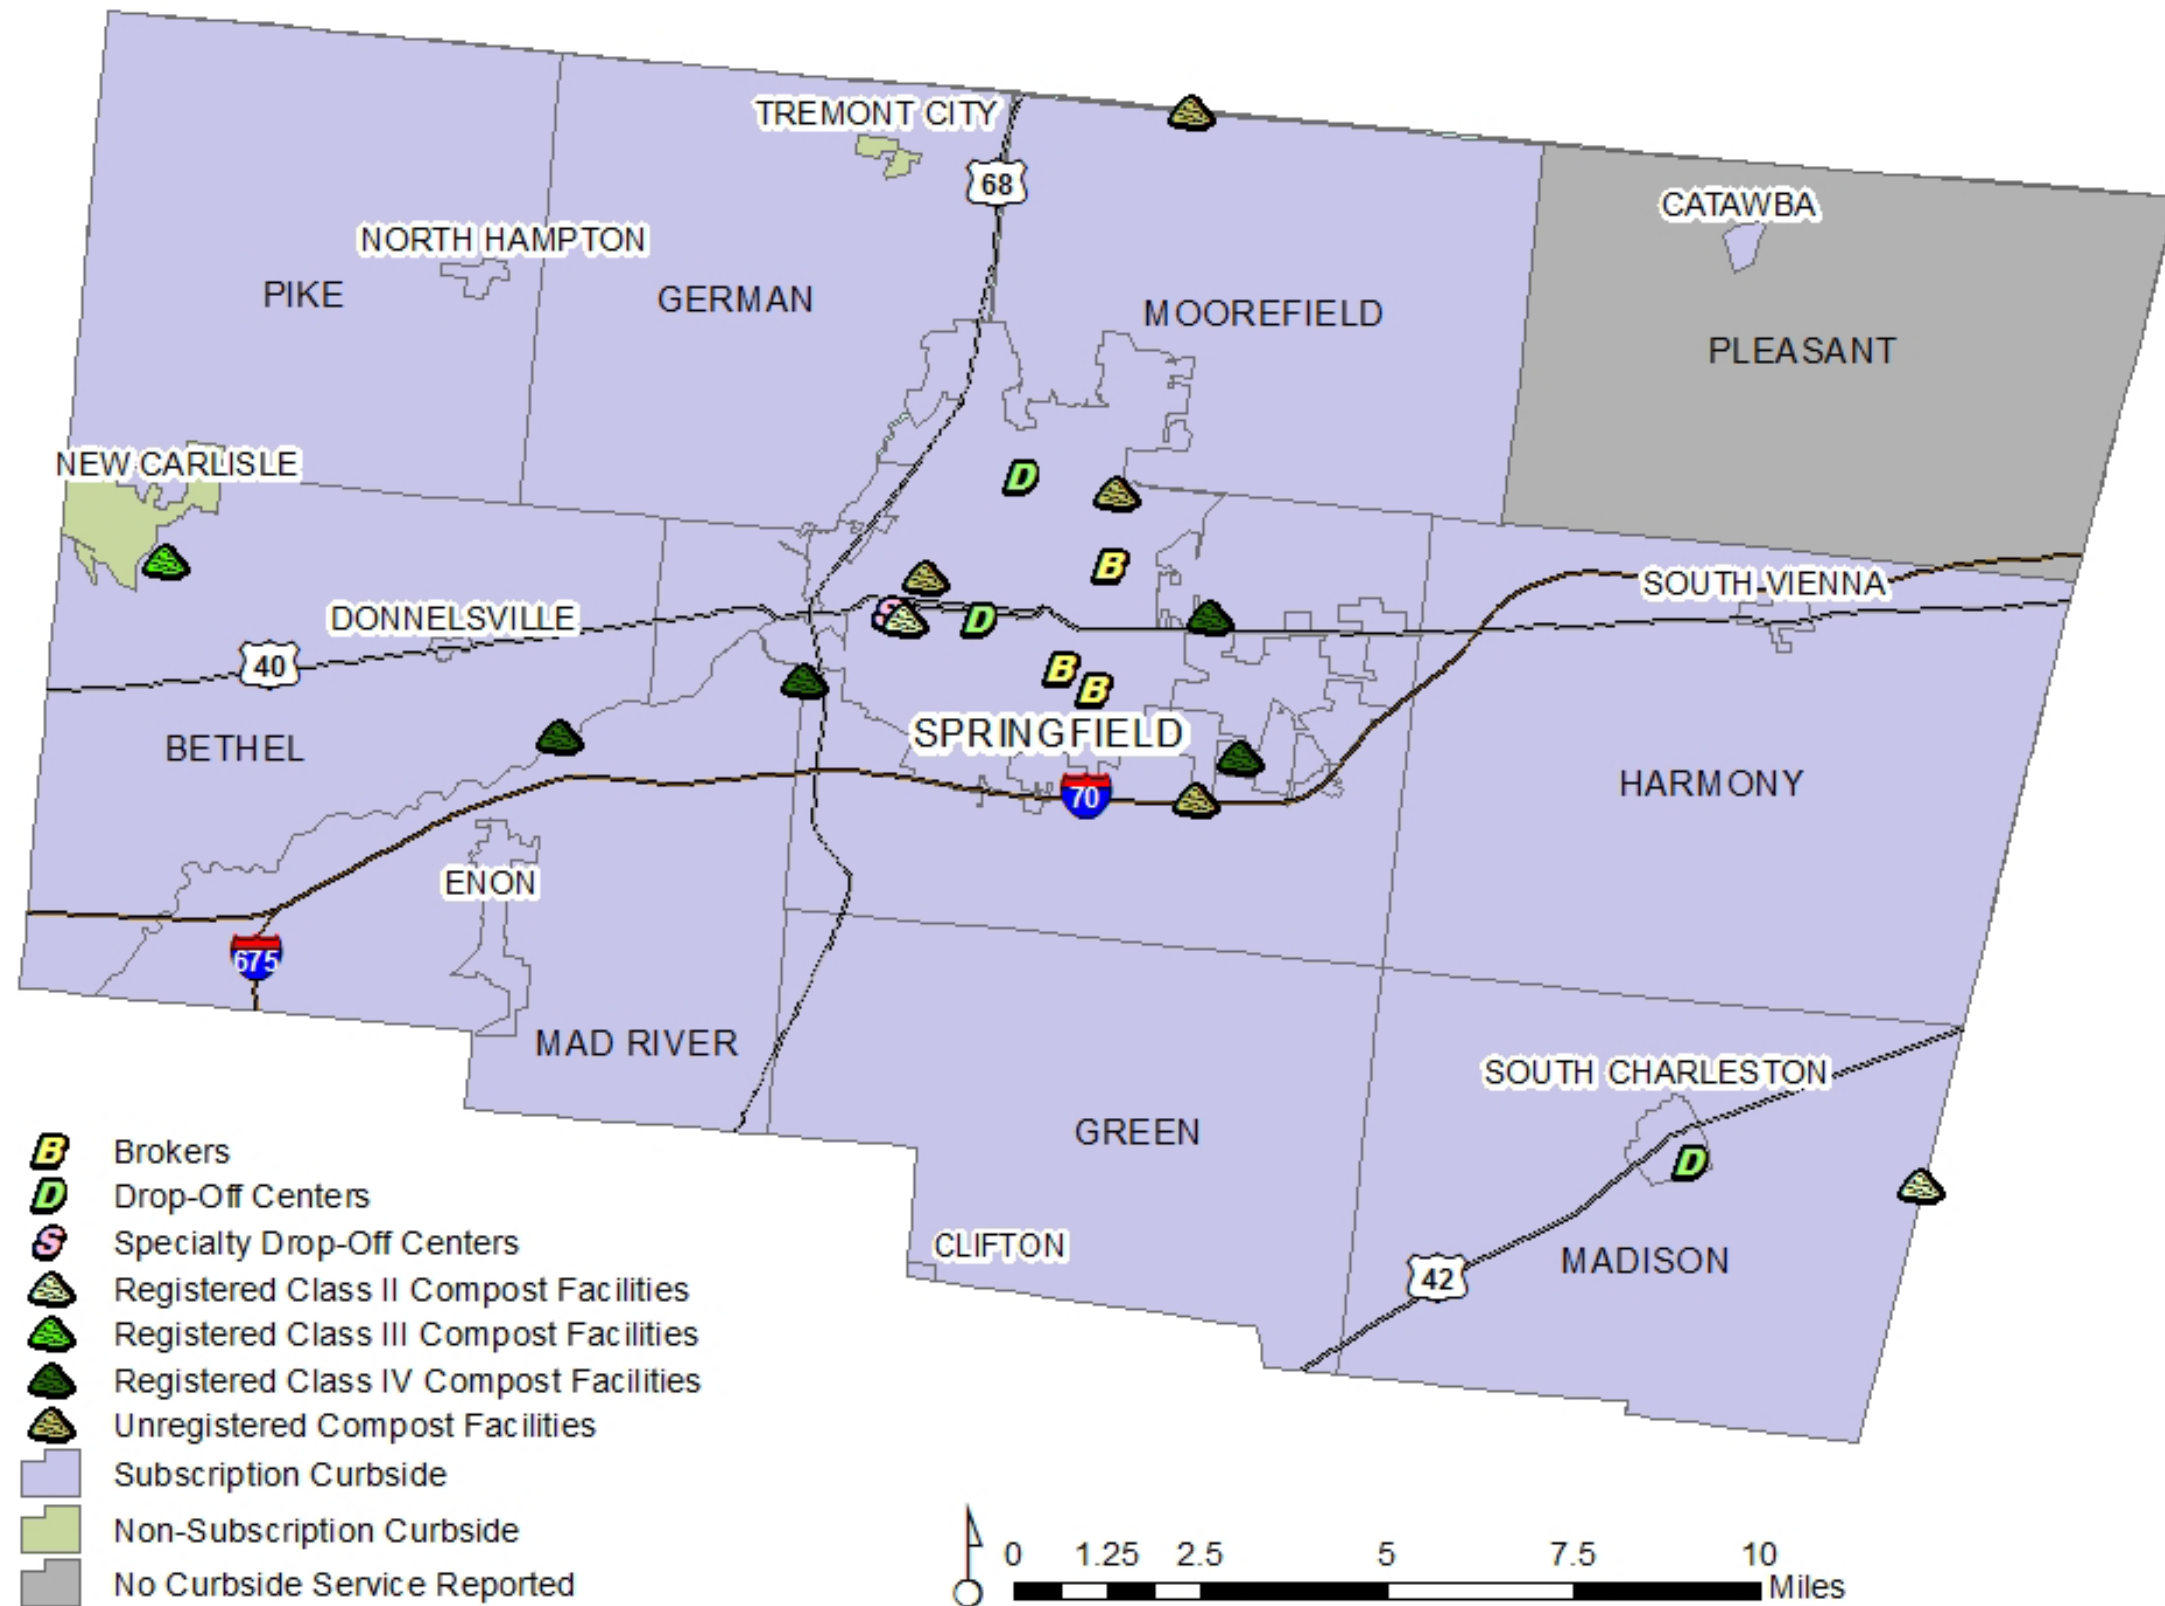 TREMONT CITY
68
CATAWBA
NORTH HAMPTON
PIKE
GERMAN
MOOREFIELD
PLEASANT
NEW CARLISLE
D
B
SOUTH VIENNA
DONNELSVILLE
S
D
40
B
B
SPRINGFIELD
BETHEL
70
HARMONY
ENON
675
MAD RIVER
SOUTH CHARLESTON
GREEN
D
CLIFTON
MADISON
42
B Brokers
D Drop-Off Centers
S Specialty Drop-Off Centers
Registered Class II Compost Facilities
Registered Class III Compost Facilities
Registered Class IV Compost Facilities
Unregistered Compost Facilities
Subscription Curbside
Non-Subscription Curbside
No Curbside Service Reported
0 1.25 2.5 5 7.5 10
Miles